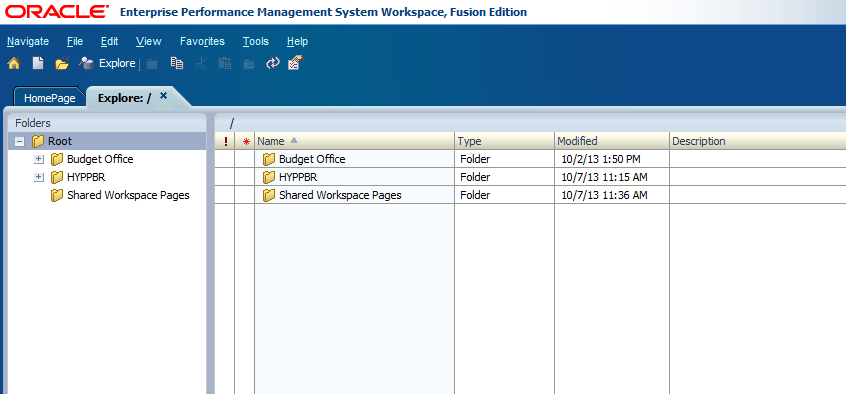 ORACLE Enterprise Performance Management System Workspace, Fusion Edition
Navigate File Edit View Favorites Tools Help
Explore
HomePage Explore: /
Folders /
Root
! * Name Type Modified Description
Budget Office Budget Office Folder 10/2/13 1:50 PM
HYPPBR HYPPBR Folder 10/7/13 11:15 AM
Shared Workspace Pages Shared Workspace Pages Folder 10/7/13 11:36 AM